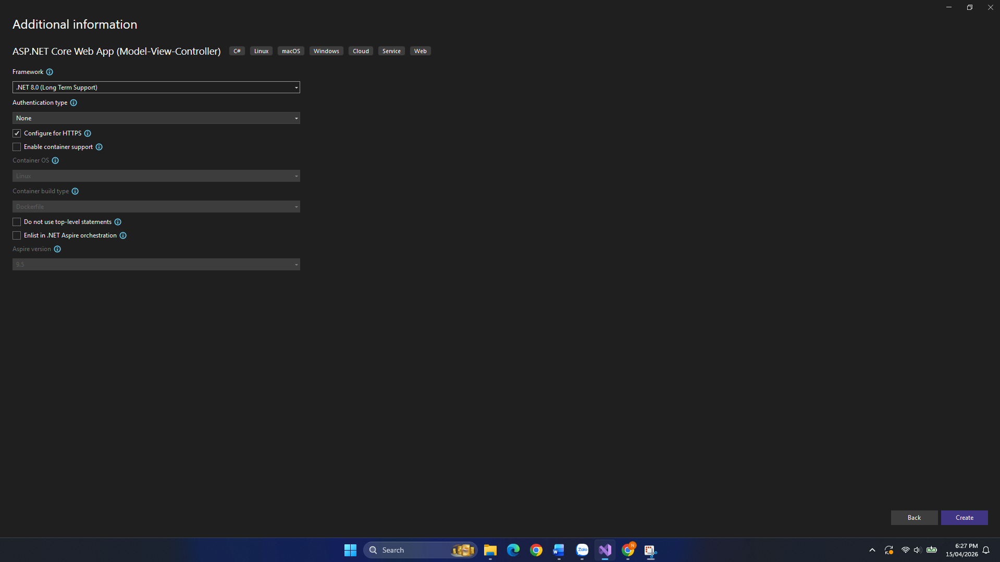 Additional information
ASP.NET Core Web App (Model-View-Controller) C# Linux macOS Windows Cloud Service Web
Framework
.NET 8.0 (Long Term Support)
Authentication type
None
Configure for HTTPS
Enable container support
Container OS
Linux
Container build type
Dockerfile
Do not use top-level statements
Enlist in .NET Aspire orchestration
Aspire version
9.5
Back Create
Search
Zalo
N
6:27 PM
15/04/2026